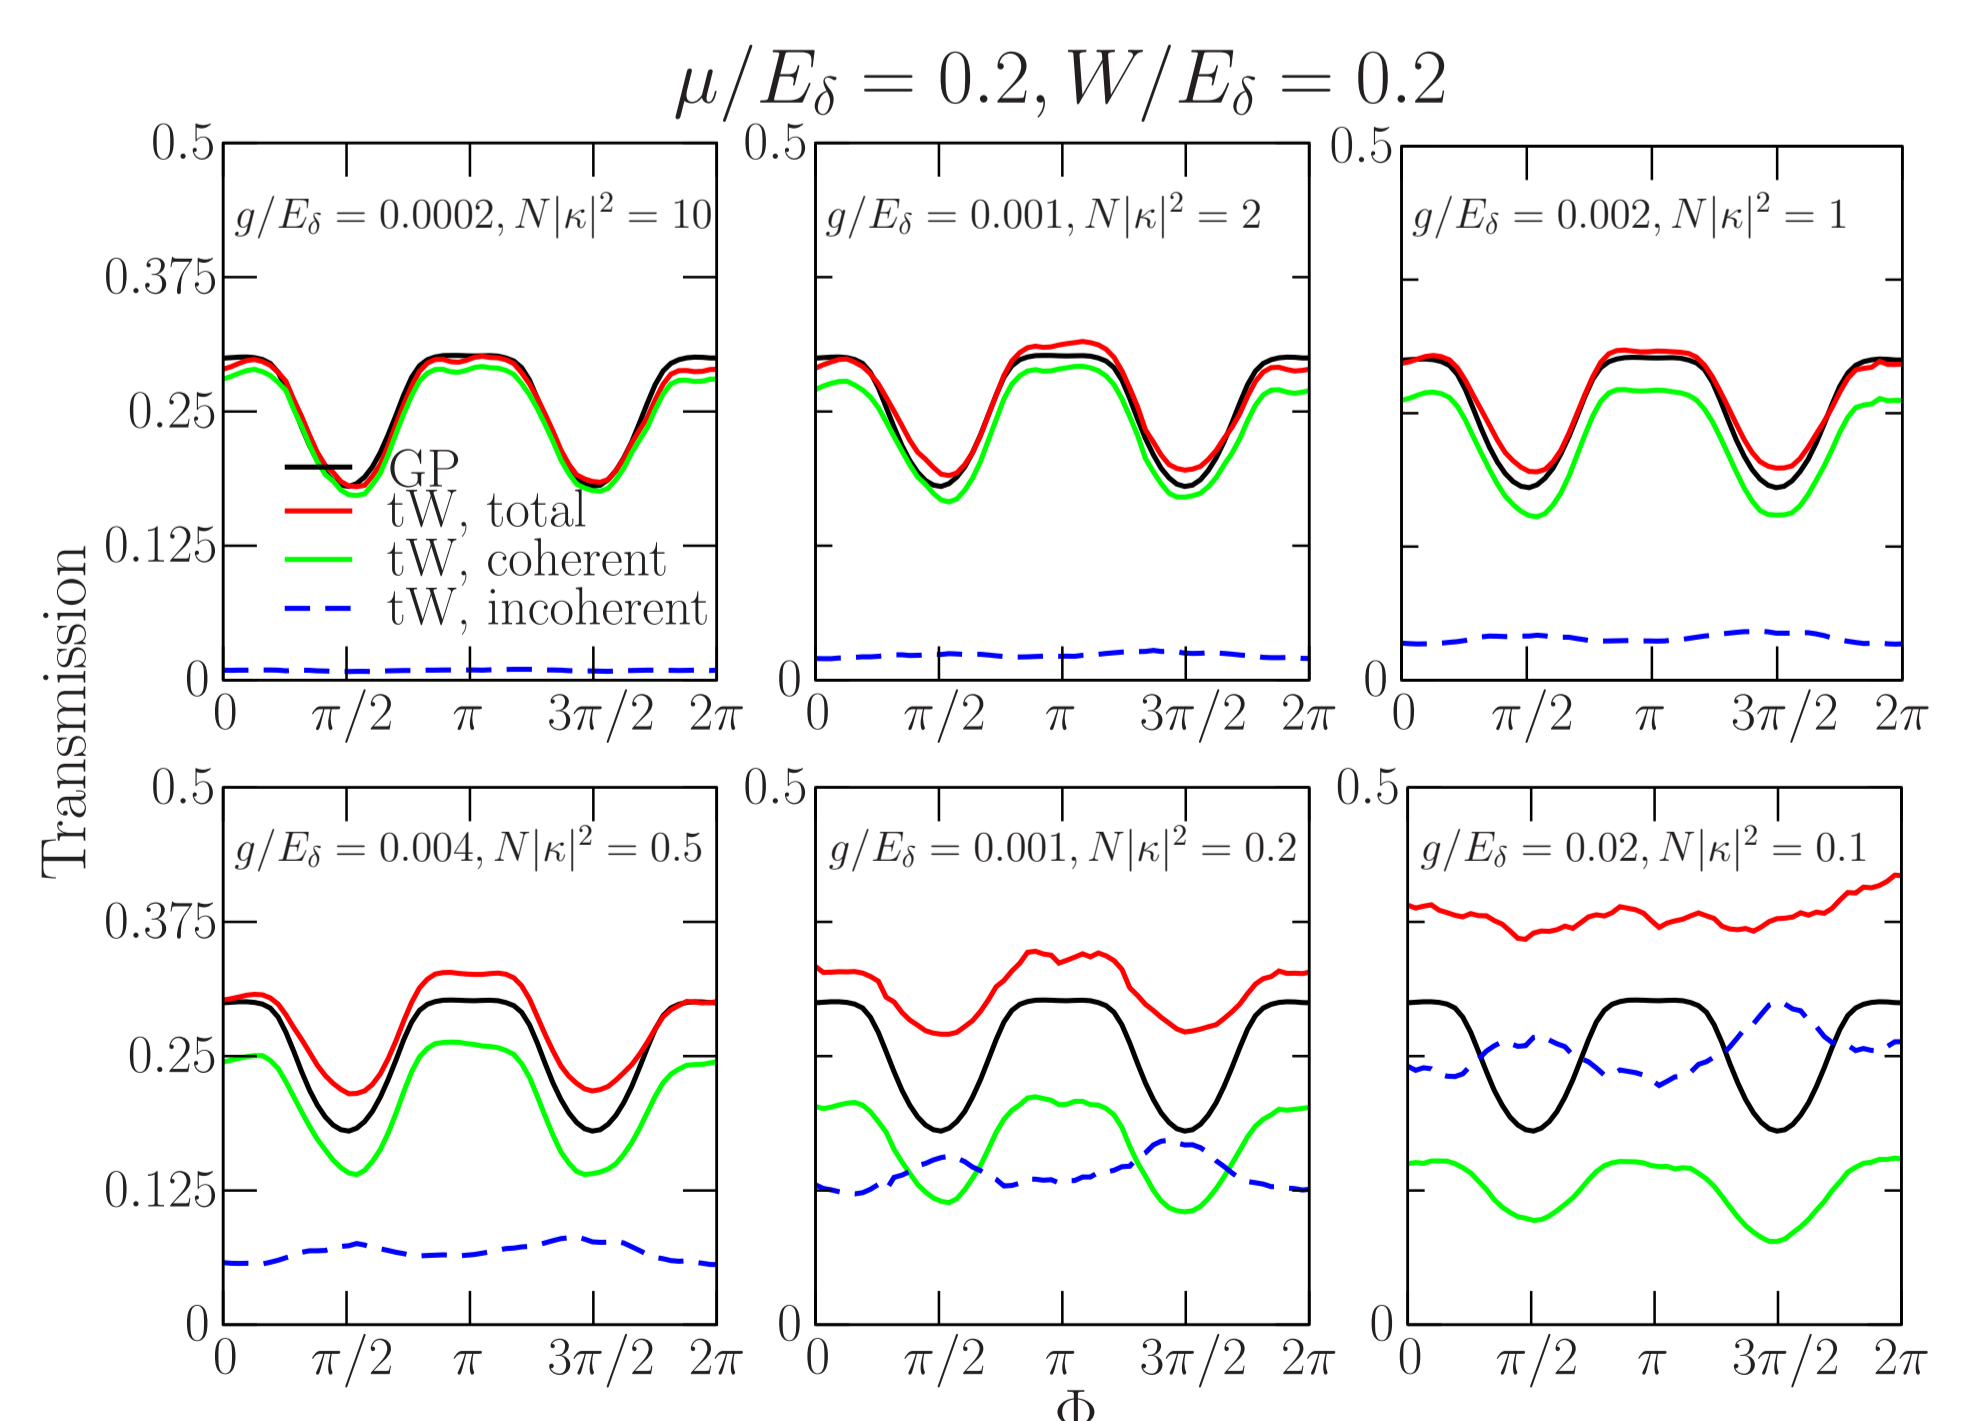 μ/E_δ = 0.2, W/E_δ = 0.2
Transmission
0.5
0.375
0.25
0.125
0
g/E_δ = 0.0002, N|κ|² = 10
GP
tW, total
tW, coherent
tW, incoherent
0 π/2 π 3π/2 2π
0.5
g/E_δ = 0.001, N|κ|² = 2
0
0 π/2 π 3π/2 2π
0.5
g/E_δ = 0.002, N|κ|² = 1
0
0 π/2 π 3π/2 2π
0.5
0.375
0.25
0.125
0
g/E_δ = 0.004, N|κ|² = 0.5
0 π/2 π 3π/2 2π
0.5
g/E_δ = 0.001, N|κ|² = 0.2
0
0 π/2 π 3π/2 2π
0.5
g/E_δ = 0.02, N|κ|² = 0.1
0
0 π/2 π 3π/2 2π
Φ